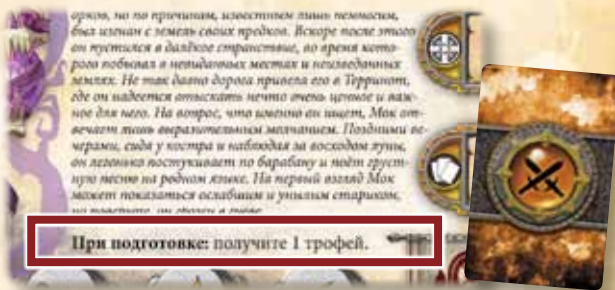 орков, но по причинам, известным лишь немногим,
был изгнан с земель своих предков. Вскоре после этого
он пустился в далёкое странствие, во время кото-
рого побывал в невиданных местах и неизведанных
землях. Не так давно дорога привела его в Терринот,
где он надеется отыскать нечто очень ценное и важ-
ное для него. На вопрос, что именно он ищет, Мок от-
вечает лишь выразительным молчанием. Поздними ве-
черами, сидя у костра и наблюдая за восходом луны,
он легонько постукивает по барабану и поёт груст-
ную песню на родном языке. На первый взгляд Мок
может показаться ослабшим и унылым стариком,
При подготовке: получите 1 трофей.